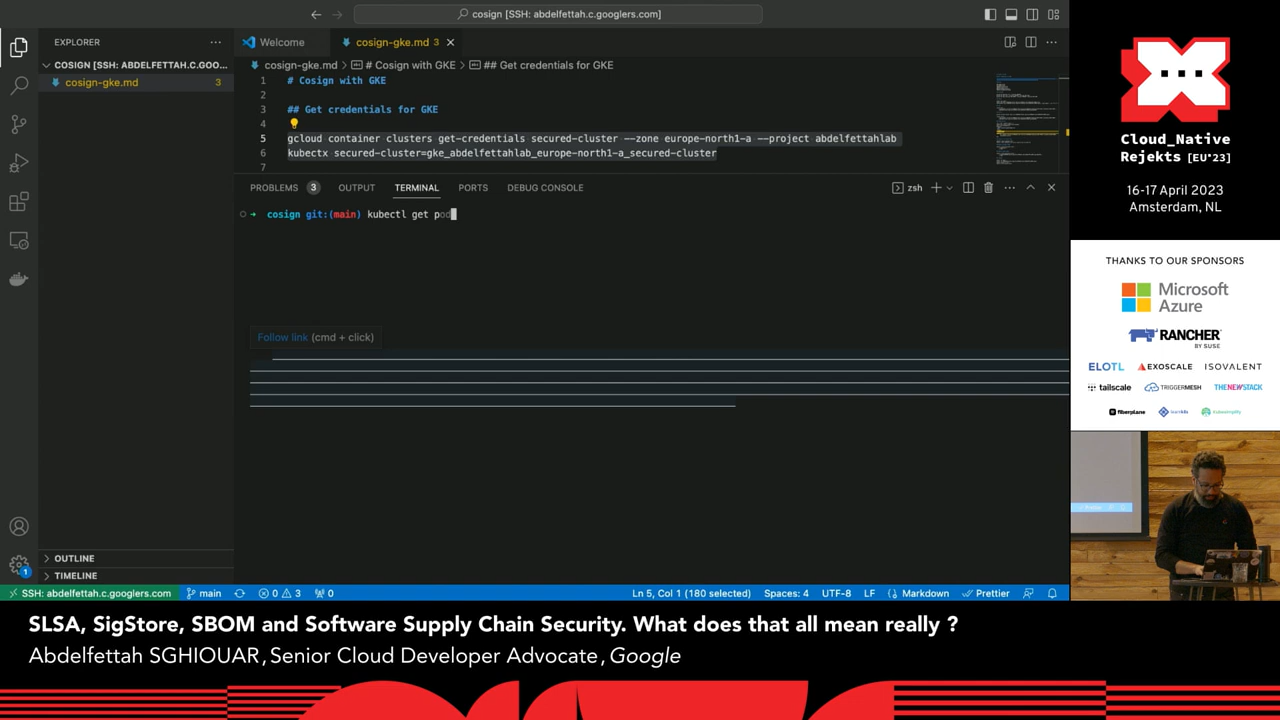 cosign [SSH: abdelfettah.c.googlers.com]
EXPLORER
COSIGN [SSH: ABDELFETTAH.C.GOO...
cosign-gke.md 3
OUTLINE
TIMELINE
Welcome
cosign-gke.md 3
cosign-gke.md > # Cosign with GKE > ## Get credentials for GKE
1 # Cosign with GKE
2
3 ## Get credentials for GKE
4
5 gcloud container clusters get-credentials secured-cluster --zone europe-north1-a --project abdelfettahlab
6 kubectx secured-cluster=gke_abdelfettahlab_europe-north1-a_secured-cluster
7
PROBLEMS 3 OUTPUT TERMINAL PORTS DEBUG CONSOLE
zsh
cosign git:(main) kubectl get pod
Follow link (cmd + click)
1
SSH: abdelfettah.c.googlers.com main 0 3 0 Ln 5, Col 1 (180 selected) Spaces: 4 UTF-8 LF Markdown Prettier
Cloud_Native
Rejekts [EU'23]
16-17 April 2023
Amsterdam, NL
THANKS TO OUR SPONSORS
Microsoft
Azure
RANCHER
BY SUSE
ELOTL EXOSCALE ISOVALENT
tailscale TRIGGERMESH THENEWSTACK
fiberplane kubesimplify
SLSA, SigStore, SBOM and Software Supply Chain Security. What does that all mean really ?
Abdelfettah SGHIOUAR, Senior Cloud Developer Advocate, Google